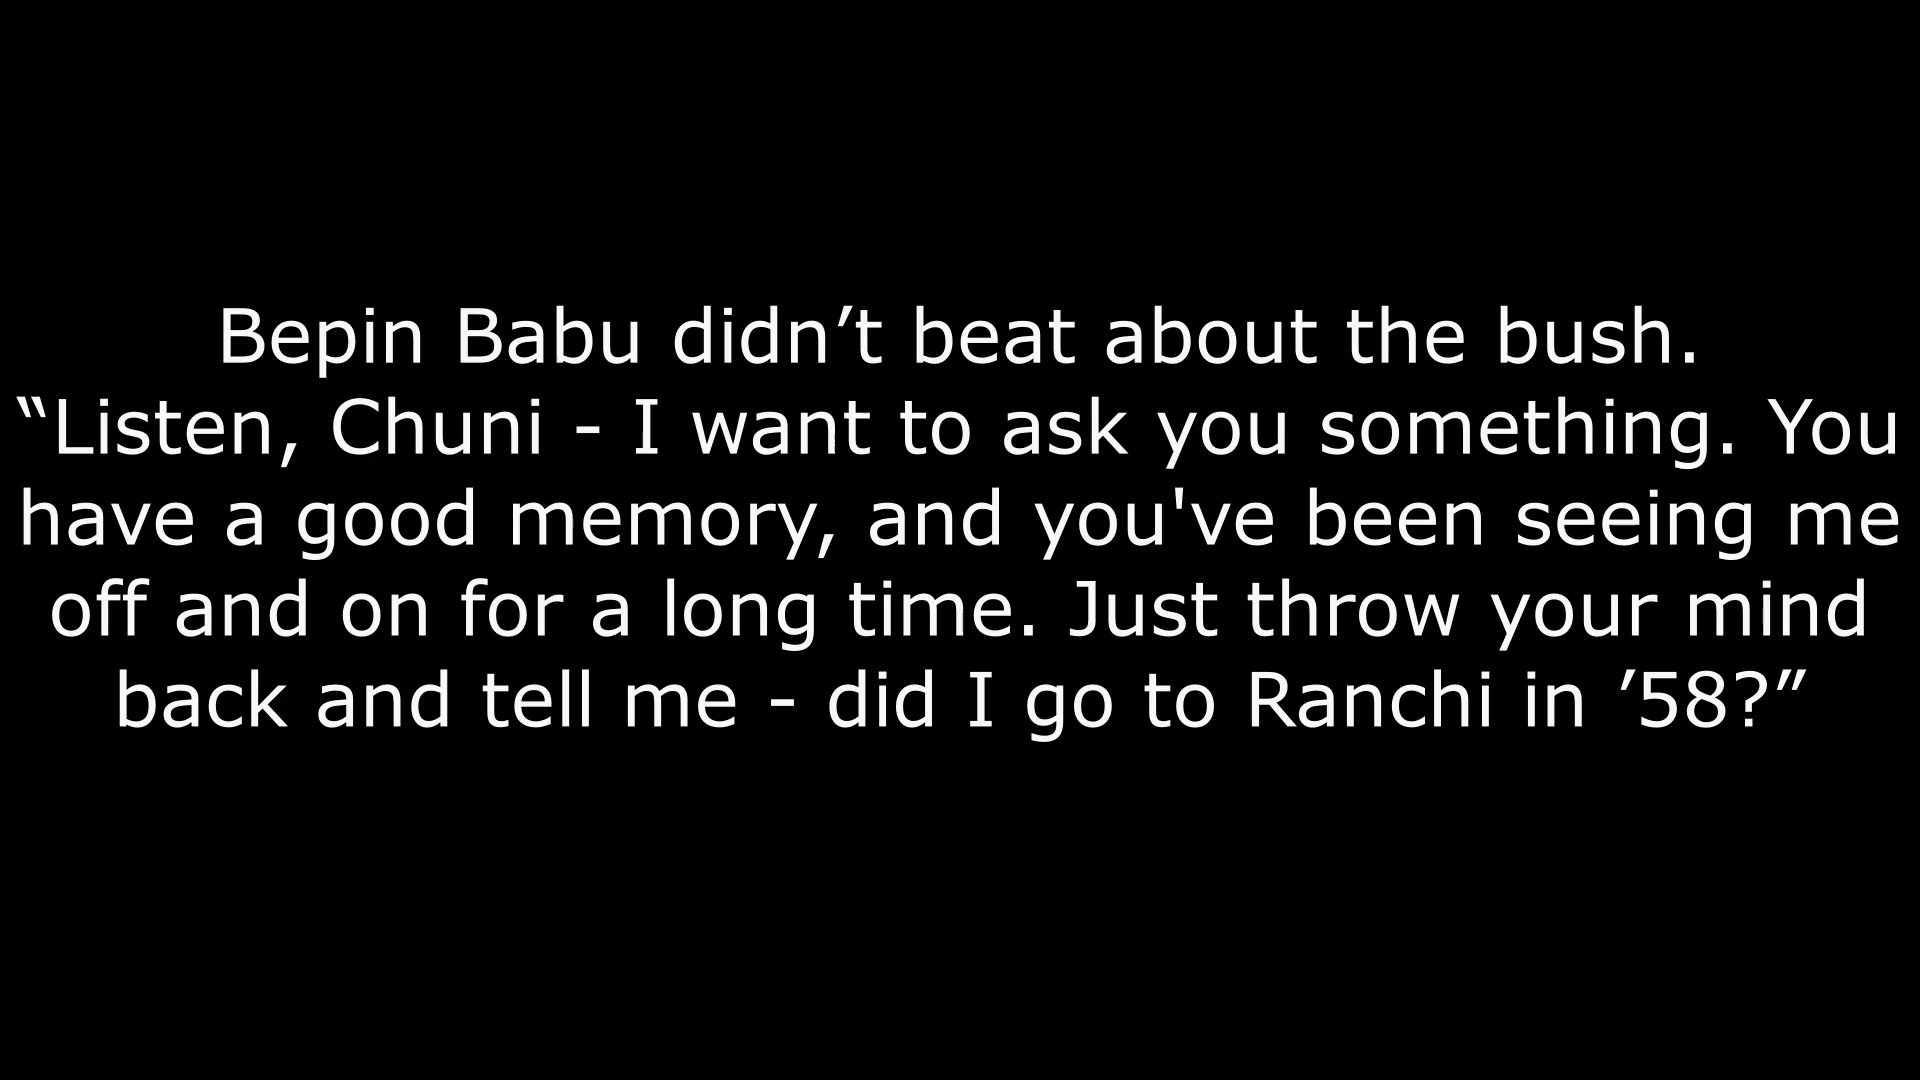 Bepin Babu didn’t beat about the bush.
“Listen, Chuni - I want to ask you something. You
have a good memory, and you've been seeing me
off and on for a long time. Just throw your mind
back and tell me - did I go to Ranchi in ’58?”